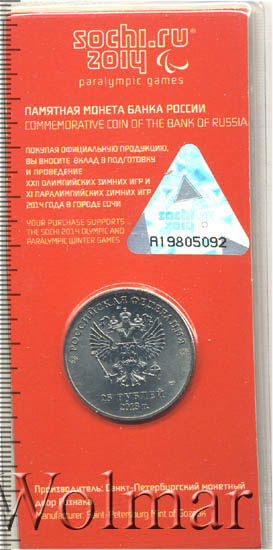 sochi.ru
2014
paralympic games
ПАМЯТНАЯ МОНЕТА БАНКА РОССИИ
COMMEMORATIVE COIN OF THE BANK OF RUSSIA
ПОКУПАЯ ОФИЦИАЛЬНУЮ ПРОДУКЦИЮ,
ВЫ ВНОСИТЕ ВКЛАД В ПОДГОТОВКУ
И ПРОВЕДЕНИЕ
XXII ОЛИМПИЙСКИХ ЗИМНИХ ИГР И
XI ПАРАЛИМПИЙСКИХ ЗИМНИХ ИГР
2014 ГОДА В ГОРОДЕ СОЧИ
YOUR PURCHASE SUPPORTS
THE SOCHI 2014 OLYMPIC AND
PARALYMPIC WINTER GAMES
sochi.ru
2014
A19805092
РОССИЙСКАЯ ФЕДЕРАЦИЯ
25 РУБЛЕЙ
2013 г.
Производитель: Санкт-Петербургский монетный
двор Гознака
Manufacturer: Saint-Petersburg Mint of Goznak
Wolmar